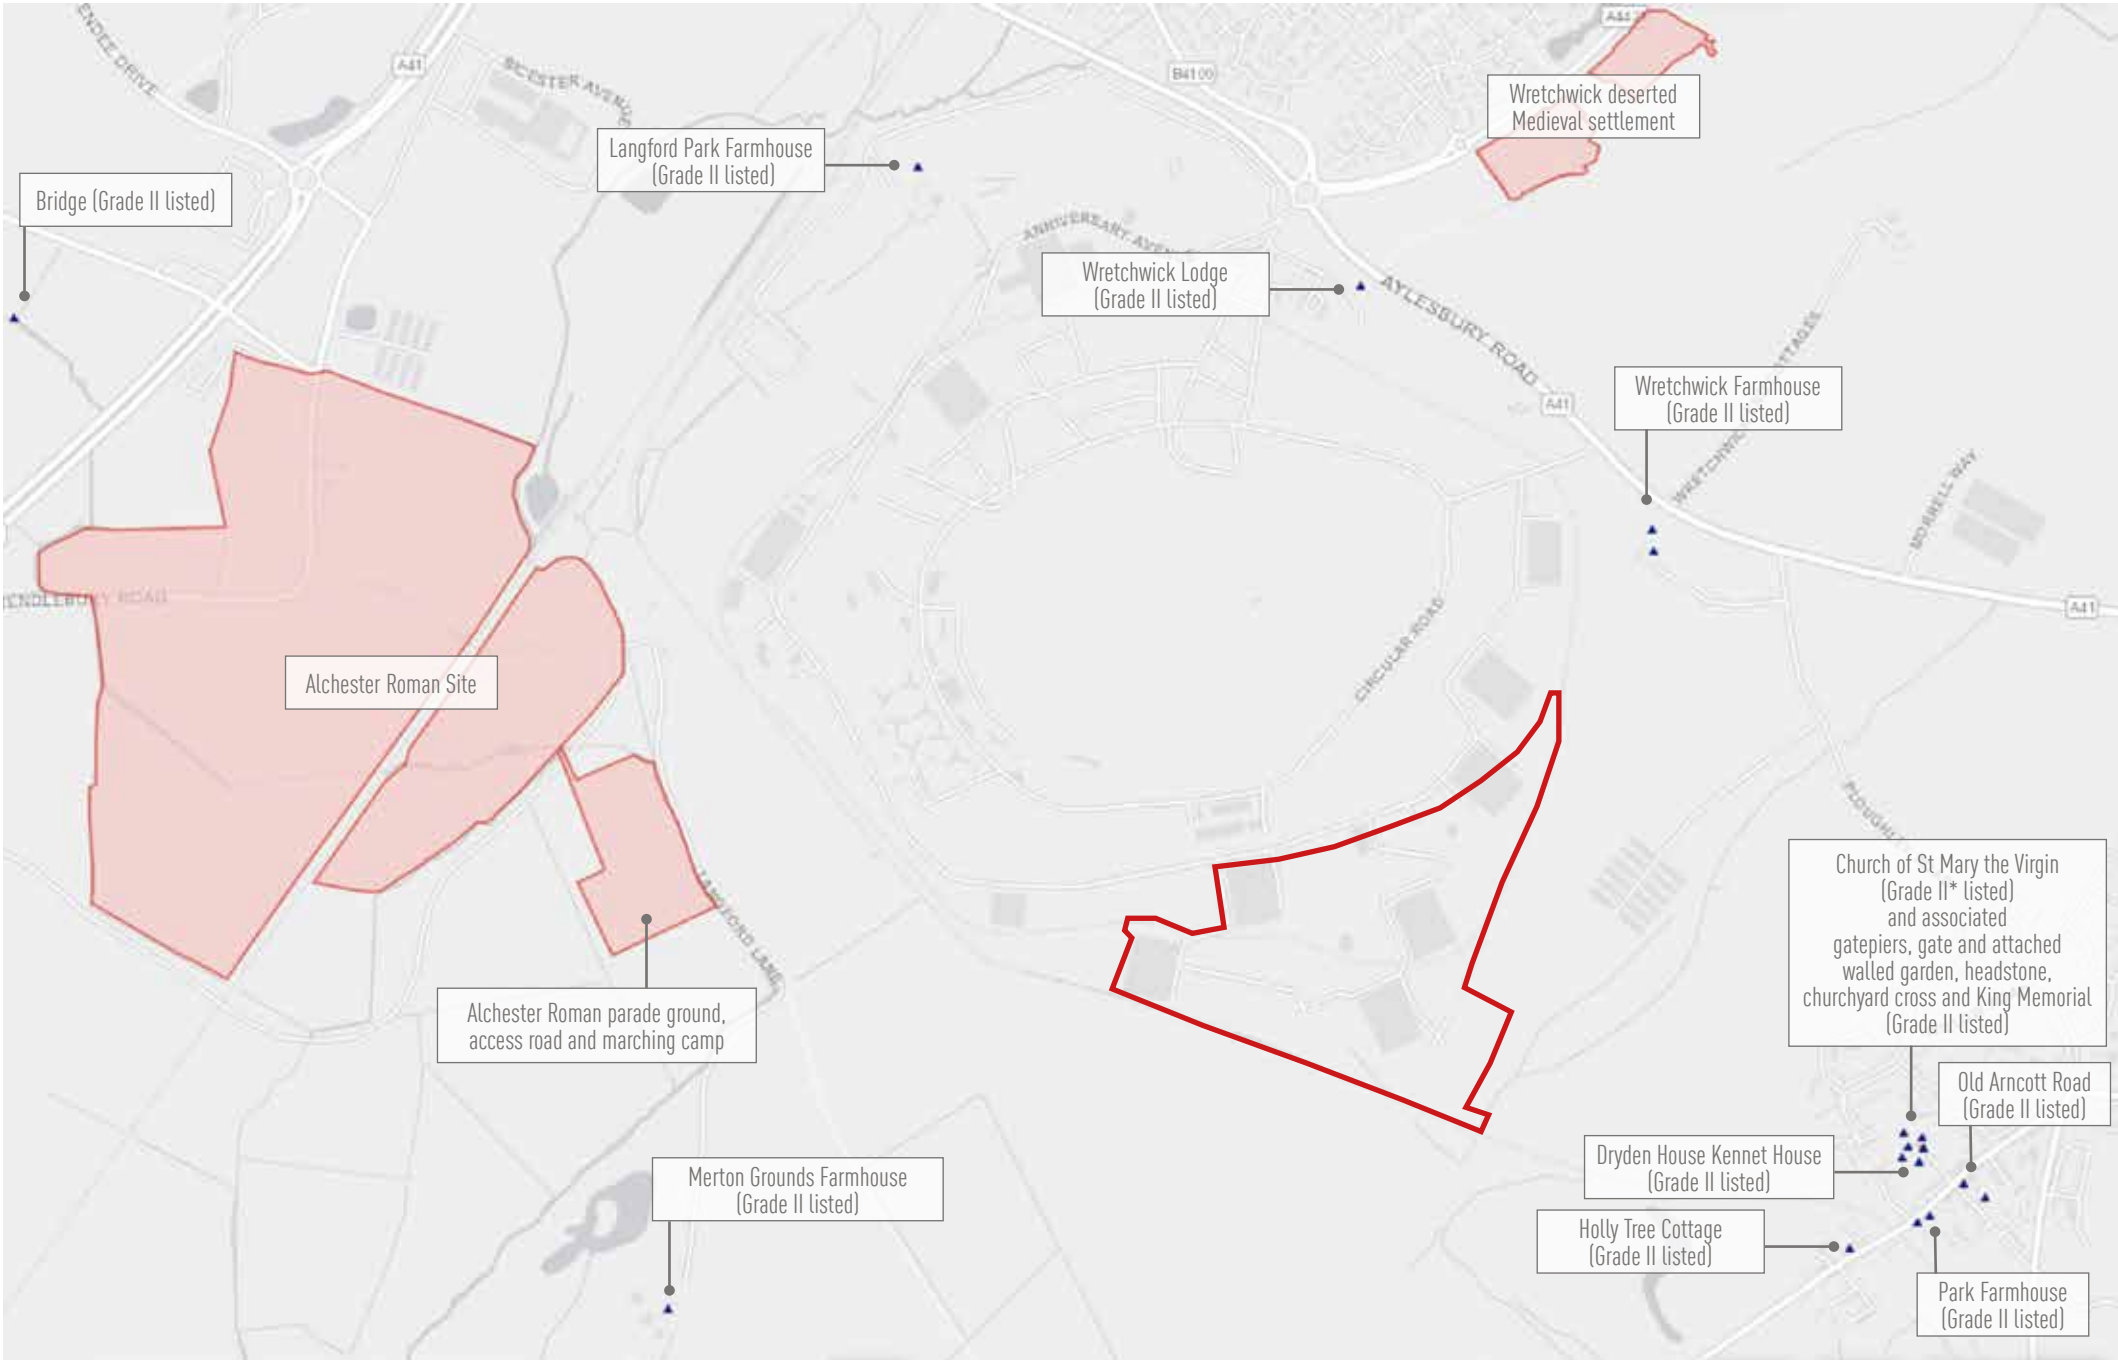 A41
BICESTER AVENUE
B4100
Wretchwick deserted
Medieval settlement
Langford Park Farmhouse
(Grade II listed)
Bridge (Grade II listed)
ANNIVERSARY AVENUE
Wretchwick Lodge
(Grade II listed)
AYLESBURY ROAD
A41
Wretchwick Farmhouse
(Grade II listed)
MORRELL WAY
A41
CIRCULAR ROAD
Alchester Roman Site
LANGFORD LANE
Church of St Mary the Virgin
(Grade II* listed)
and associated
gatepiers, gate and attached
walled garden, headstone,
churchyard cross and King Memorial
(Grade II listed)
Alchester Roman parade ground,
access road and marching camp
Old Arncott Road
(Grade II listed)
Dryden House Kennet House
(Grade II listed)
Merton Grounds Farmhouse
(Grade II listed)
Holly Tree Cottage
(Grade II listed)
Park Farmhouse
(Grade II listed)